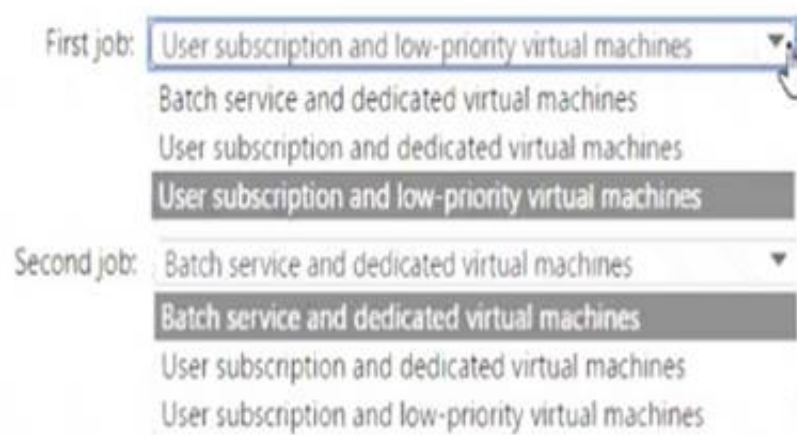 First job: User subscription and low-priority virtual machines
Batch service and dedicated virtual machines
User subscription and dedicated virtual machines
User subscription and low-priority virtual machines
Second job: Batch service and dedicated virtual machines
Batch service and dedicated virtual machines
User subscription and dedicated virtual machines
User subscription and low-priority virtual machines